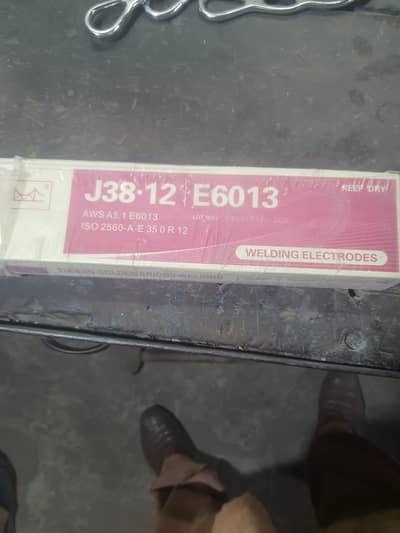 J38·12 E6013
KEEP DRY
AWS A5.1 E6013
ISO 2560-A-E 35 0 R 12
WELDING ELECTRODES